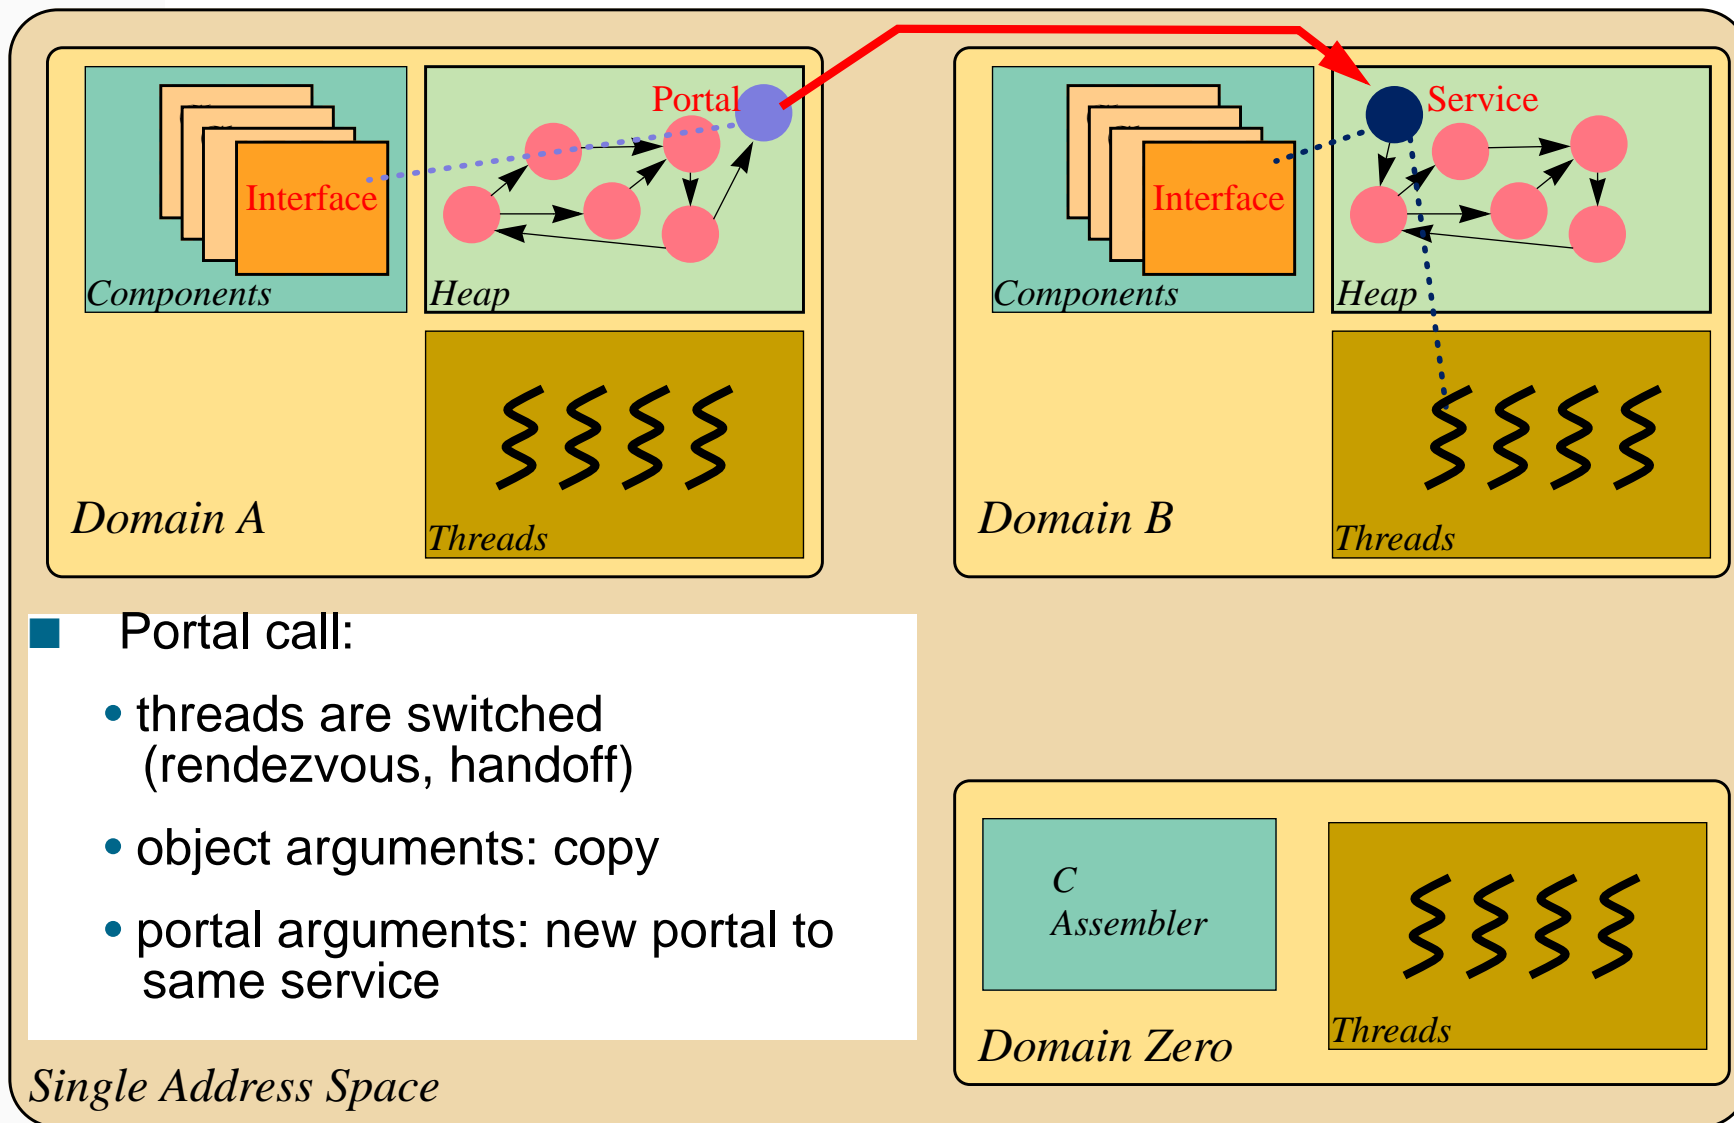 Portal
Interface
Components
Heap
Domain A
Threads
Service
Interface
Components
Heap
Domain B
Threads
Portal call:
• threads are switched
(rendezvous, handoff)
• object arguments: copy
• portal arguments: new portal to
same service
C
Assembler
Domain Zero
Threads
Single Address Space